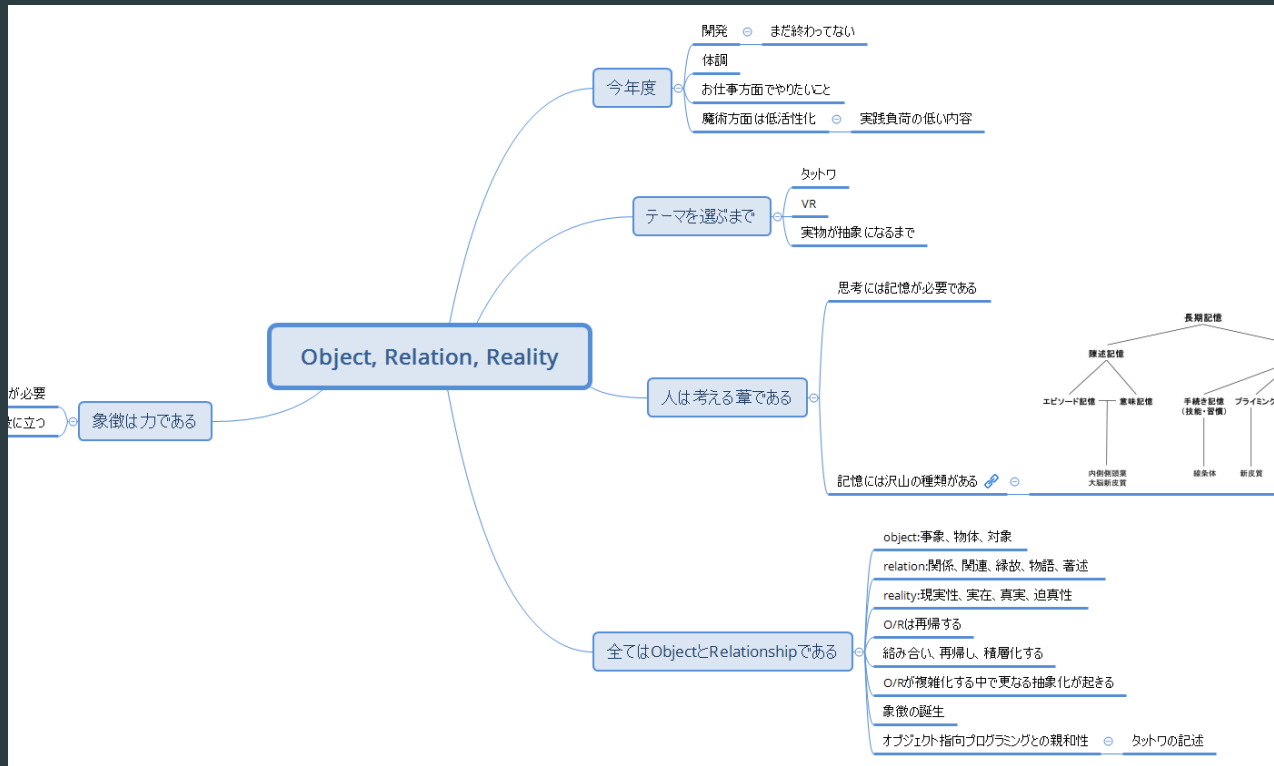 Object, Relation, Reality
今年度
開発
まだ終わってない
体調
お仕事方面でやりたいこと
魔術方面は低活性化
実践負荷の低い内容
テーマを選ぶまで
タットワ
VR
実物が抽象になるまで
人は考える葦である
思考には記憶が必要である
記憶には沢山の種類がある
長期記憶
陳述記憶
エピソード記憶
意味記憶
手続き記憶
(技能・習慣)
プライミング
内側側頭葉
大脳新皮質
線条体
新皮質
全てはObjectとRelationshipである
object:事象、物体、対象
relation:関係、関連、縁故、物語、著述
reality:現実性、実在、真実、迫真性
O/Rは再帰する
絡み合い、再帰し、積層化する
O/Rが複雑化する中で更なる抽象化が起きる
象徴の誕生
オブジェクト指向プログラミングとの親和性
タットワの記述
象徴は力である
が必要
に立つ